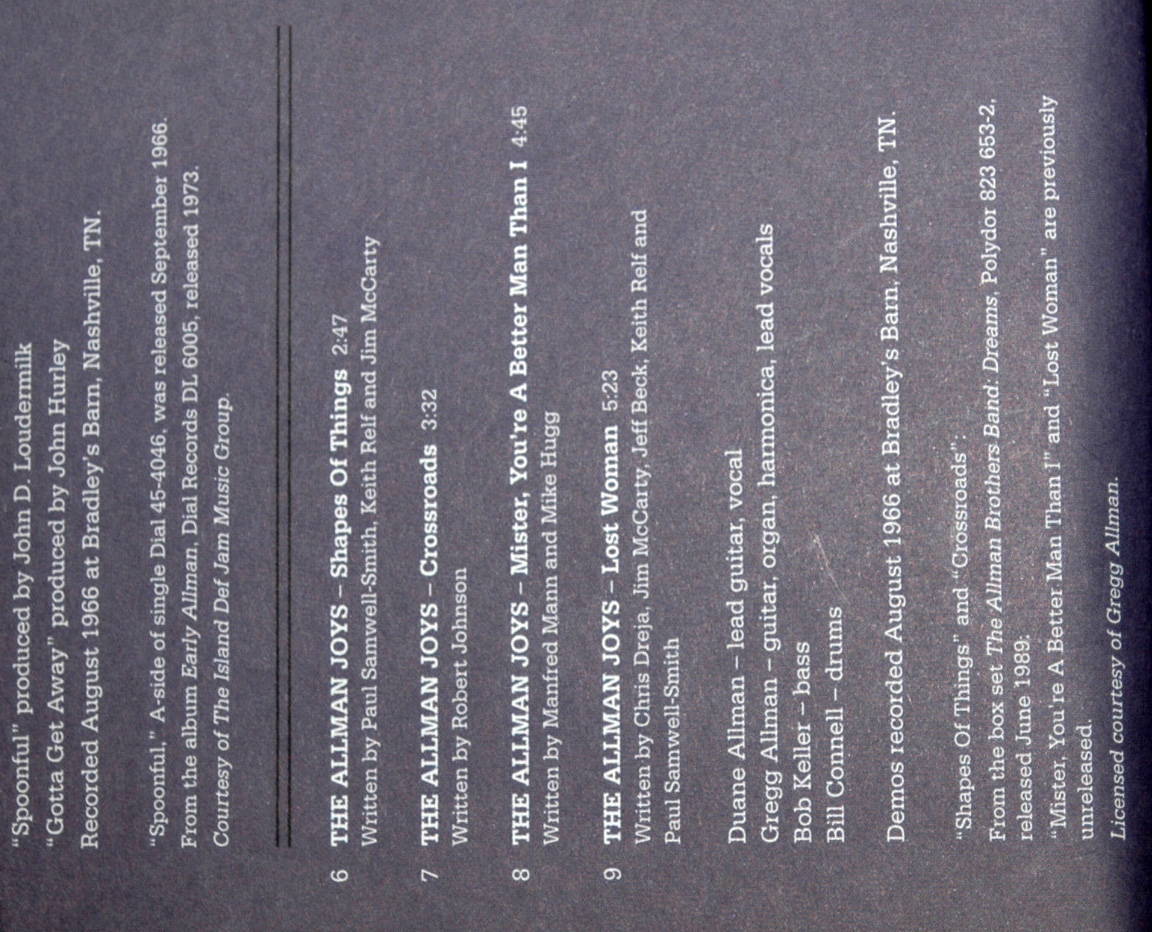 "Spoonful" produced by John D. Loudermilk
"Gotta Get Away" produced by John Hurley
Recorded August 1966 at Bradley's Barn, Nashville, TN.
"Spoonful," A-side of single Dial 45-4046, was released September 1966.
From the album Early Allman, Dial Records DL 6005, released 1973.
Courtesy of The Island Def Jam Music Group.
6 THE ALLMAN JOYS – Shapes Of Things 2:47
Written by Paul Samwell-Smith, Keith Relf and Jim McCarty
7 THE ALLMAN JOYS – Crossroads 3:32
Written by Robert Johnson
8 THE ALLMAN JOYS – Mister, You're A Better Man Than I 4:45
Written by Manfred Mann and Mike Hugg
9 THE ALLMAN JOYS – Lost Woman 5:23
Written by Chris Dreja, Jim McCarty, Jeff Beck, Keith Relf and
Paul Samwell-Smith
Duane Allman – lead guitar, vocal
Gregg Allman – guitar, organ, harmonica, lead vocals
Bob Keller – bass
Bill Connell – drums
Demos recorded August 1966 at Bradley's Barn, Nashville, TN.
"Shapes Of Things" and "Crossroads":
From the box set The Allman Brothers Band: Dreams, Polydor 823 653-2,
released June 1989.
"Mister, You're A Better Man Than I" and "Lost Woman" are previously
unreleased.
Licensed courtesy of Gregg Allman.